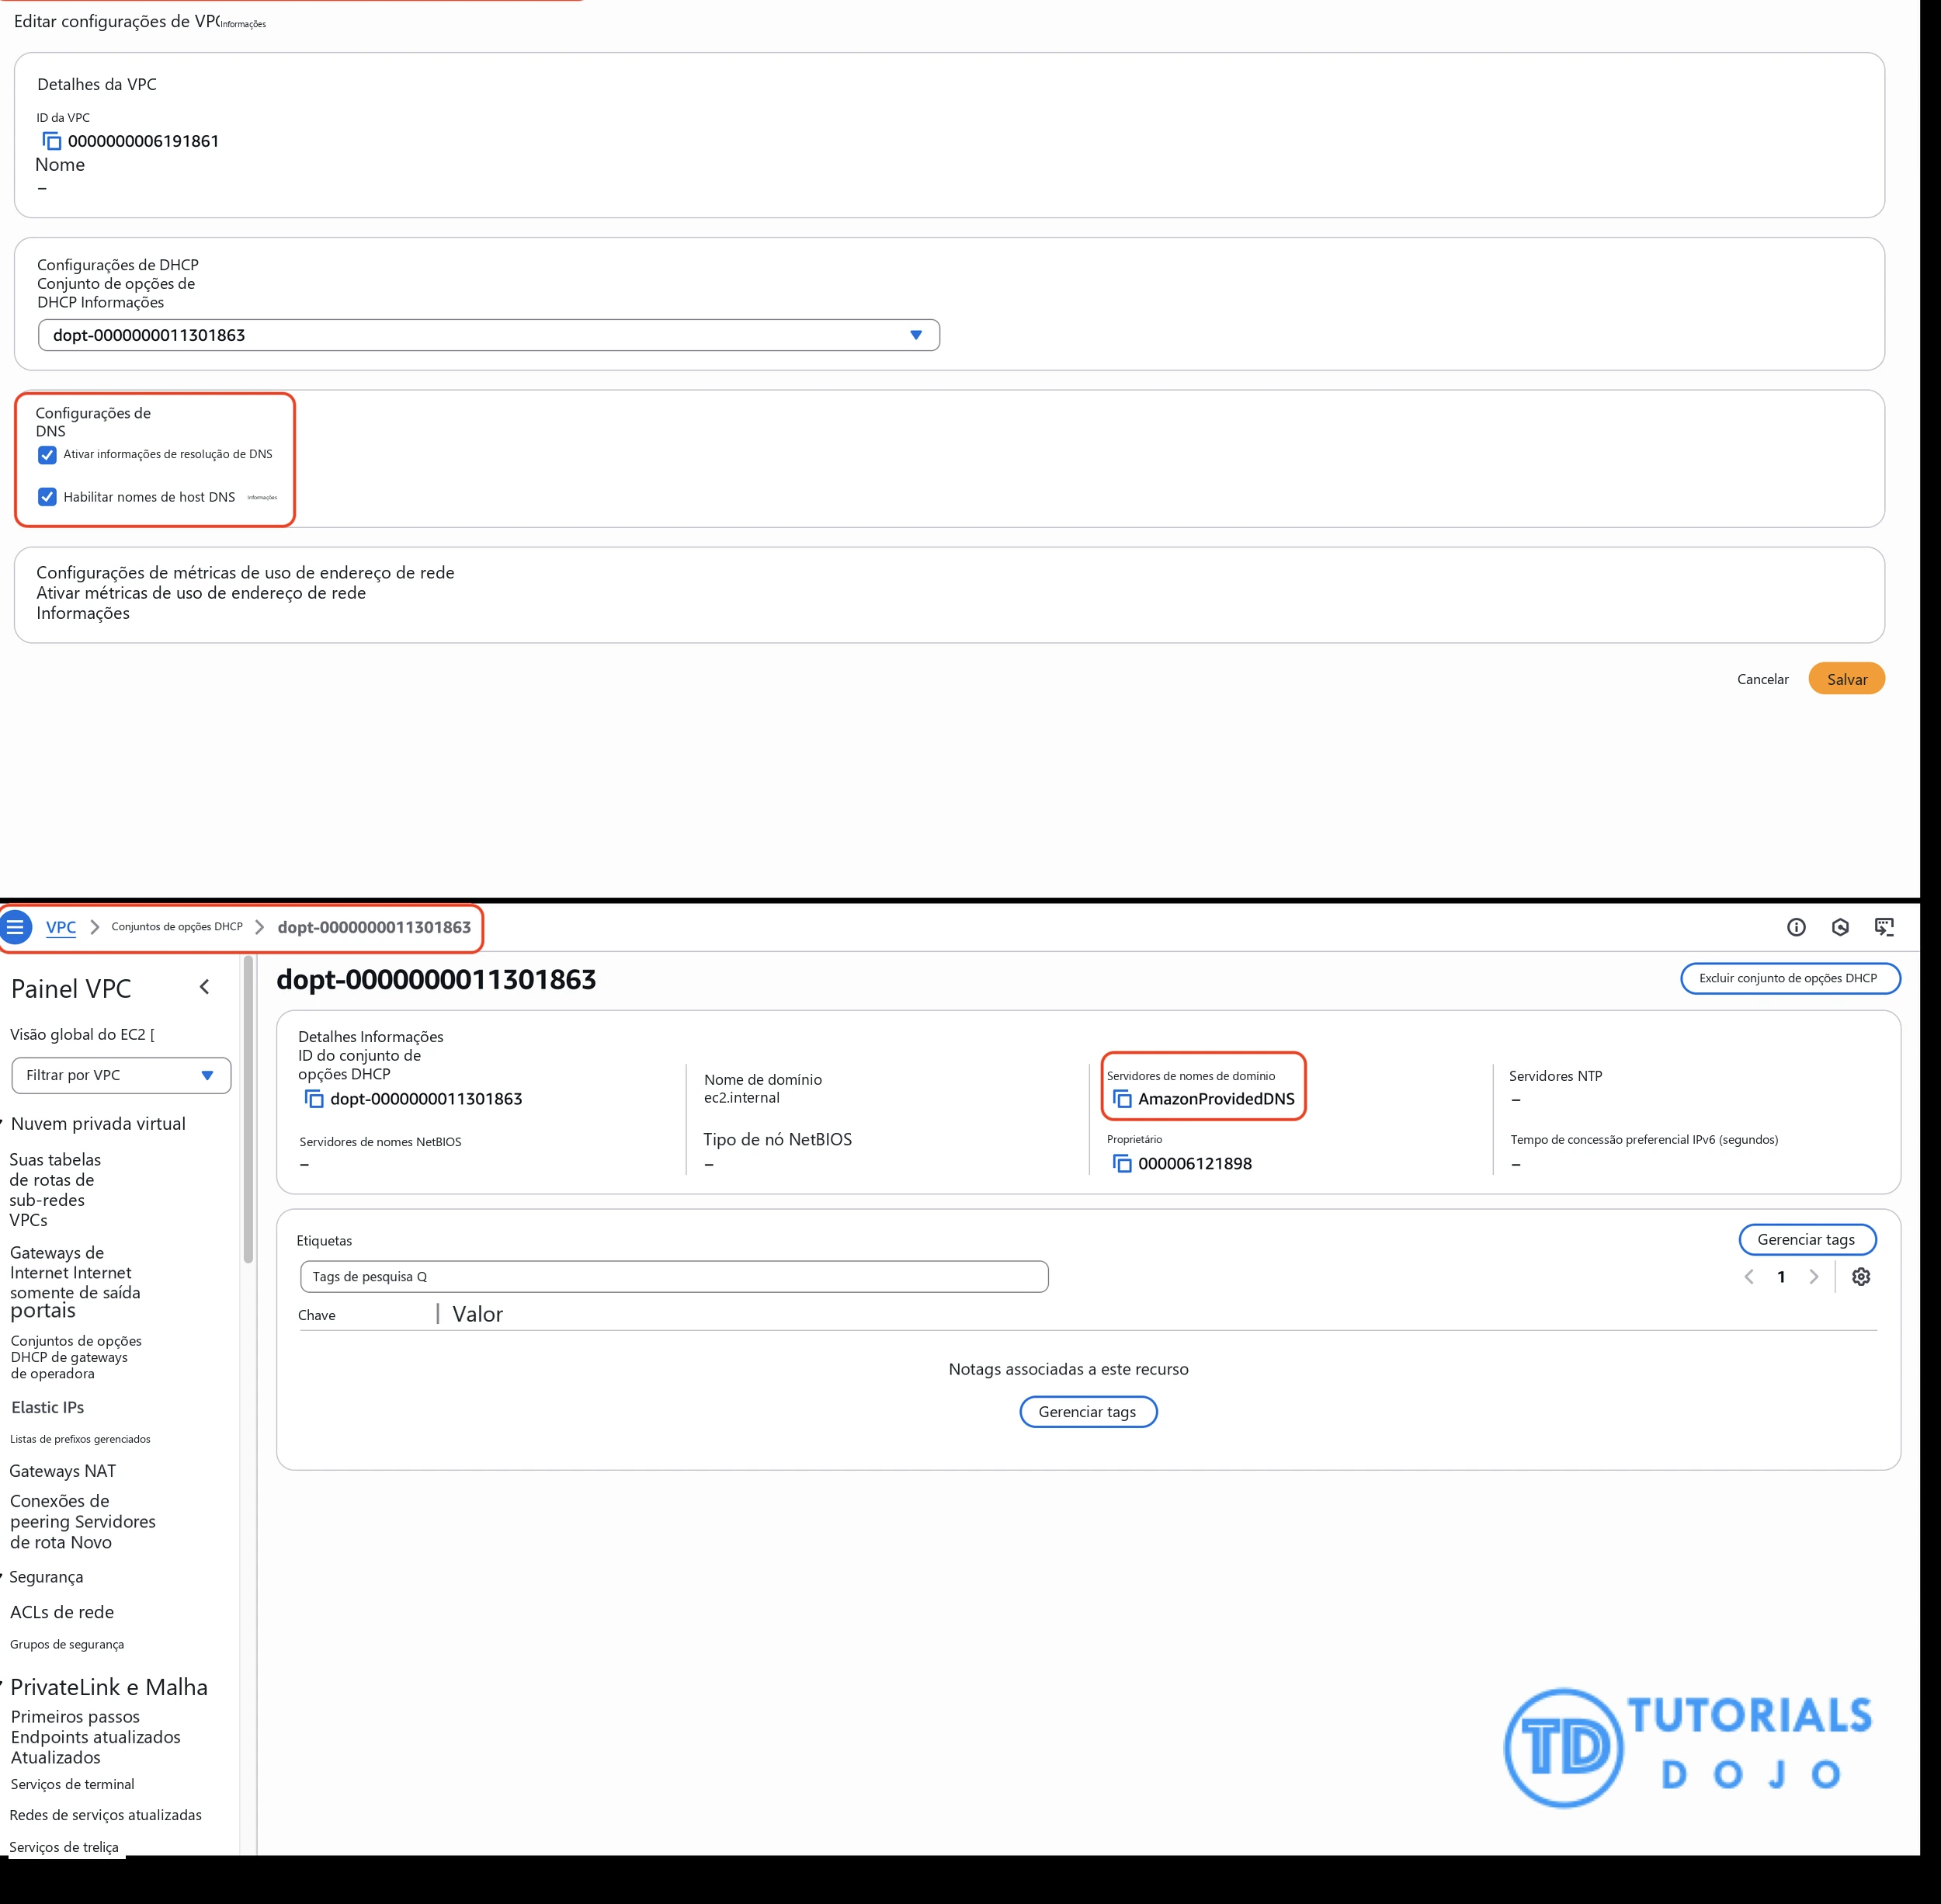 Editar configurações de VPC
Informações
Detalhes da VPC
ID da VPC
0000000006191861
Nome
–
Configurações de DHCP
Conjunto de opções de
DHCP Informações
dopt-0000000011301863
Configurações de
DNS
Ativar informações de resolução de DNS
Habilitar nomes de host DNS Informações
Configurações de métricas de uso de endereço de rede
Ativar métricas de uso de endereço de rede
Informações
Cancelar Salvar
VPC Conjuntos de opções DHCP dopt-0000000011301863
Painel VPC
Visão global do EC2 [
Filtrar por VPC
Nuvem privada virtual
Suas tabelas
de rotas de
sub-redes
VPCs
Gateways de
Internet Internet
somente de saída
portais
Conjuntos de opções
DHCP de gateways
de operadora
Elastic IPs
Listas de prefixos gerenciados
Gateways NAT
Conexões de
peering Servidores
de rota Novo
Segurança
ACLs de rede
Grupos de segurança
PrivateLink e Malha
Primeiros passos
Endpoints atualizados
Atualizados
Serviços de terminal
Redes de serviços atualizadas
Serviços de treliça
dopt-0000000011301863
Excluir conjunto de opções DHCP
Detalhes Informações
ID do conjunto de
opções DHCP
dopt-0000000011301863
Nome de domínio
ec2.internal
Servidores de nomes de domínio
AmazonProvidedDNS
Servidores NTP
–
Servidores de nomes NetBIOS
–
Tipo de nó NetBIOS
–
Proprietário
000006121898
Tempo de concessão preferencial IPv6 (segundos)
–
Etiquetas
Gerenciar tags
Tags de pesquisa Q
1
Chave | Valor
Notags associadas a este recurso
Gerenciar tags
TD TUTORIALS
DOJO